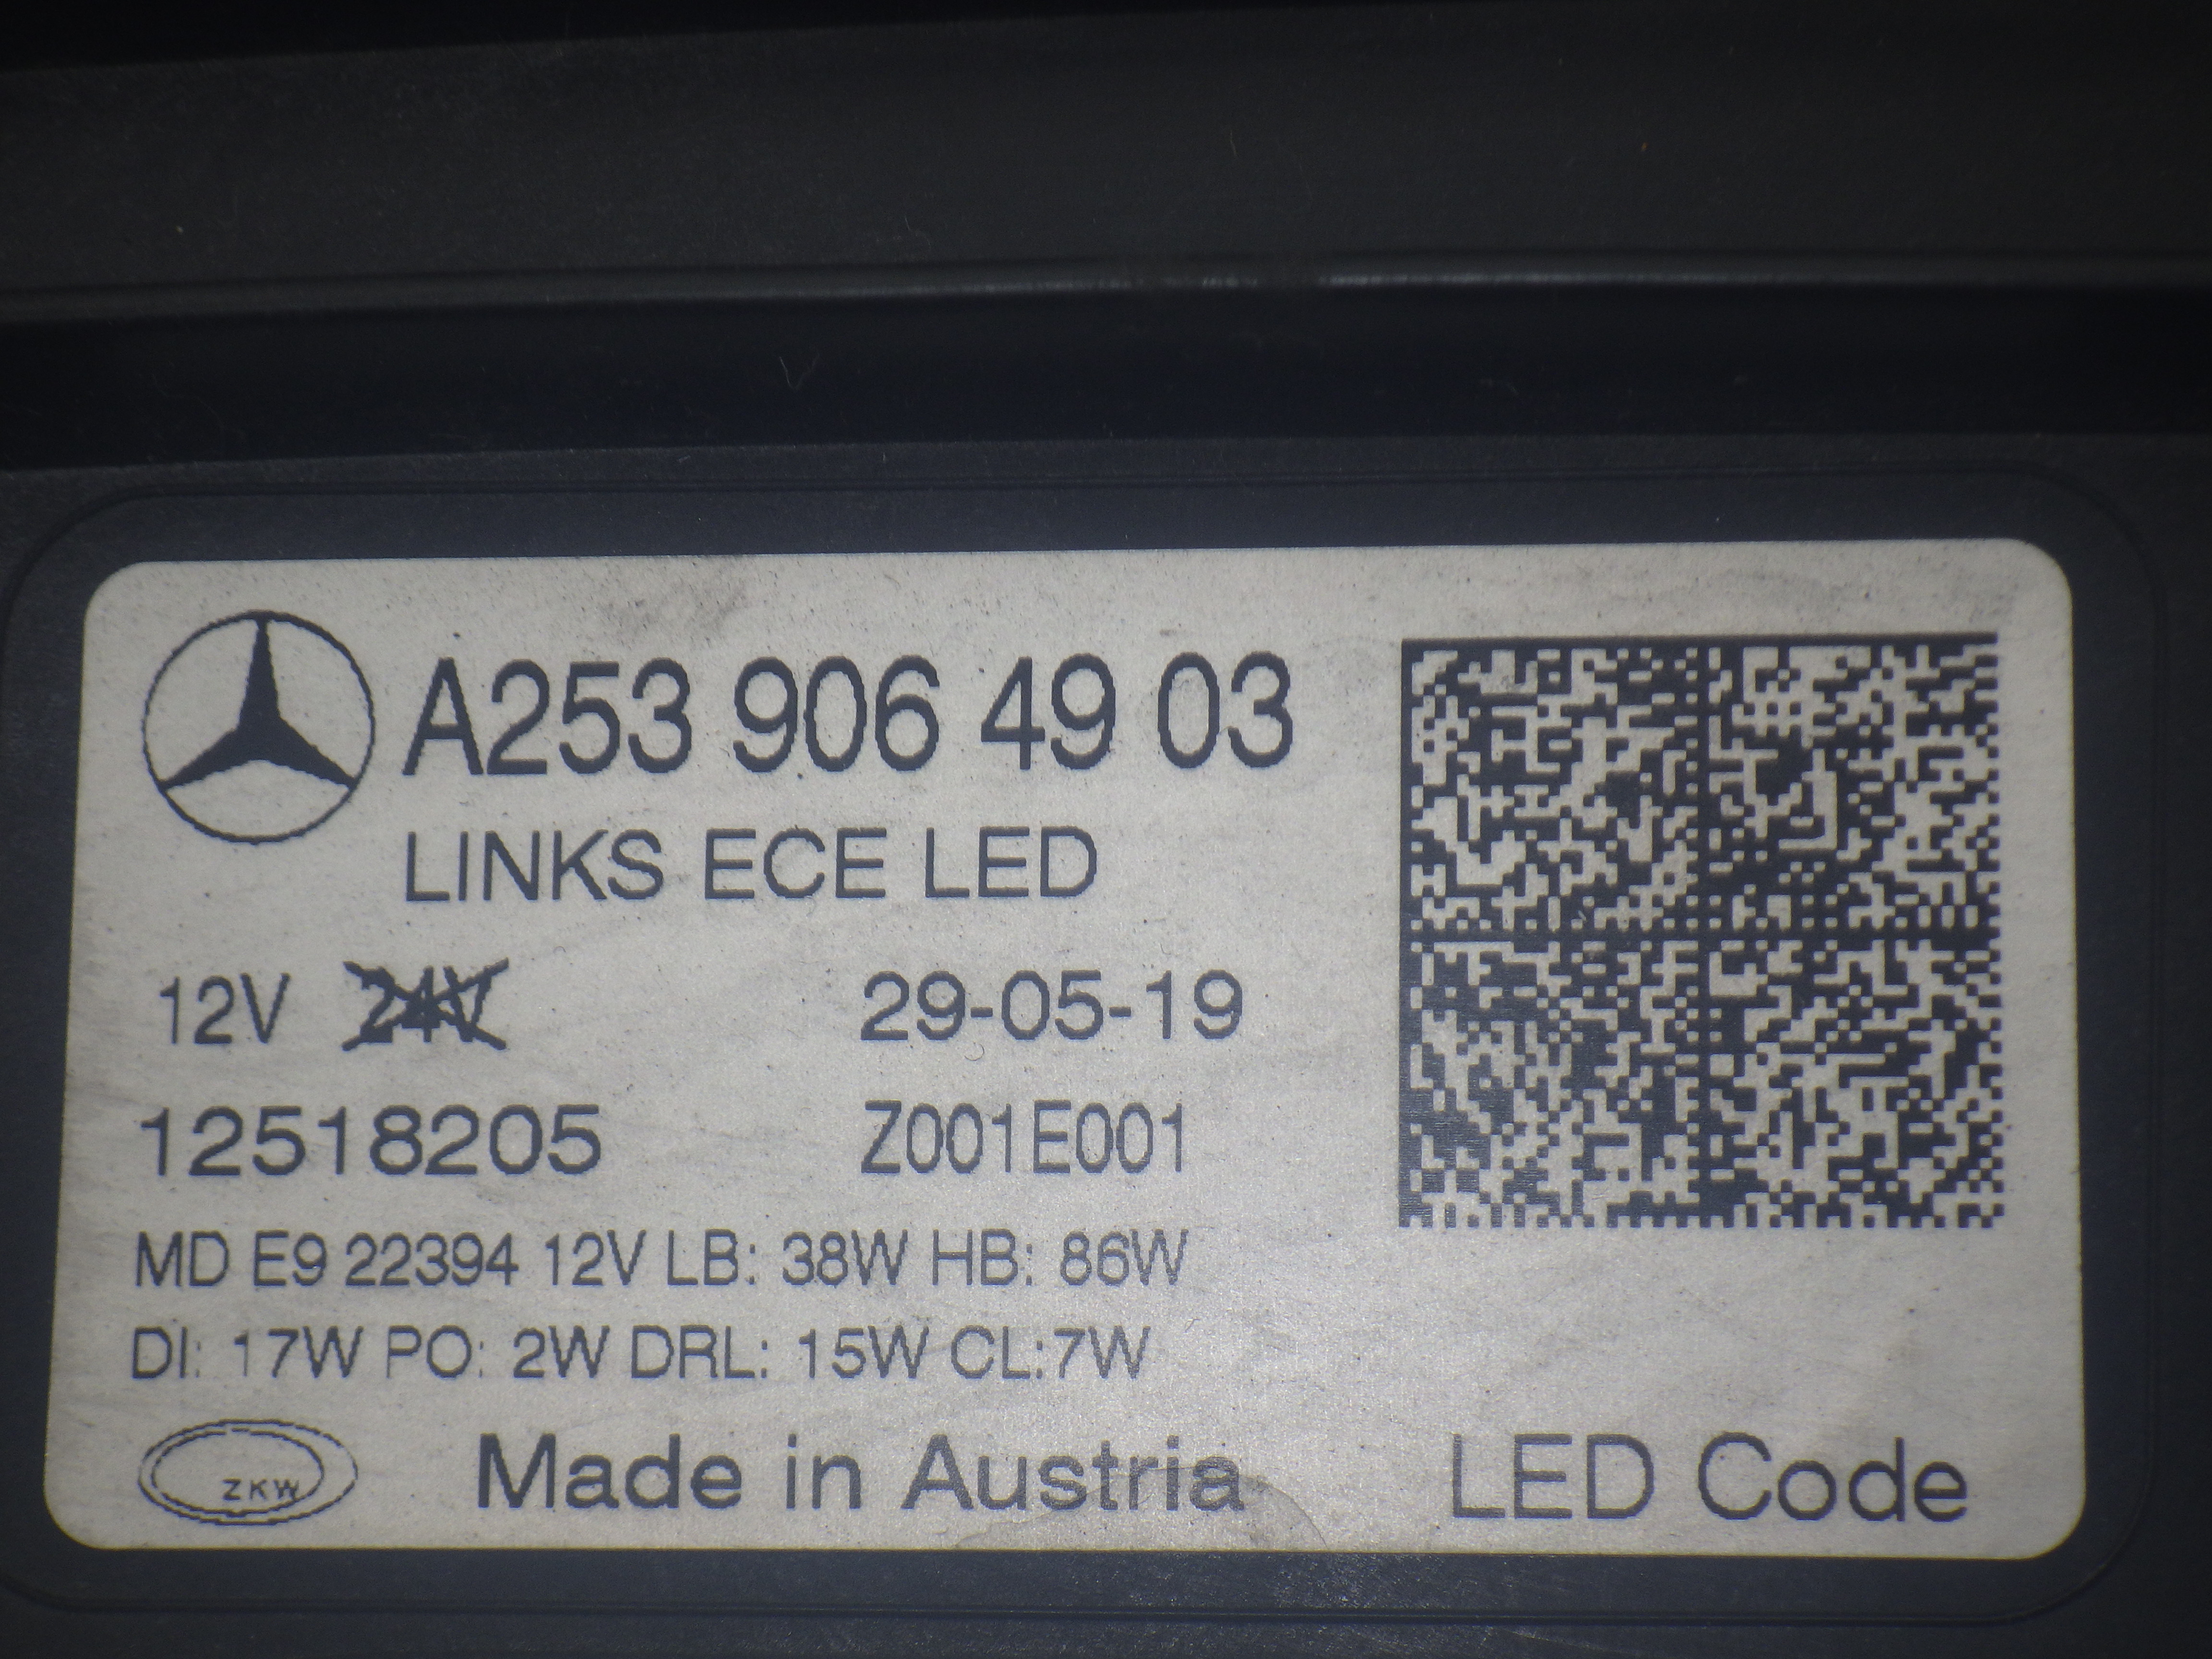 A253 906 49 03
LINKS ECE LED
12V 24V 29-05-19
12518205 Z001E001
MD E9 22394 12V LB: 38W HB: 86W
DI: 17W PO: 2W DRL: 15W CL:7W
ZKW Made in Austria LED Code